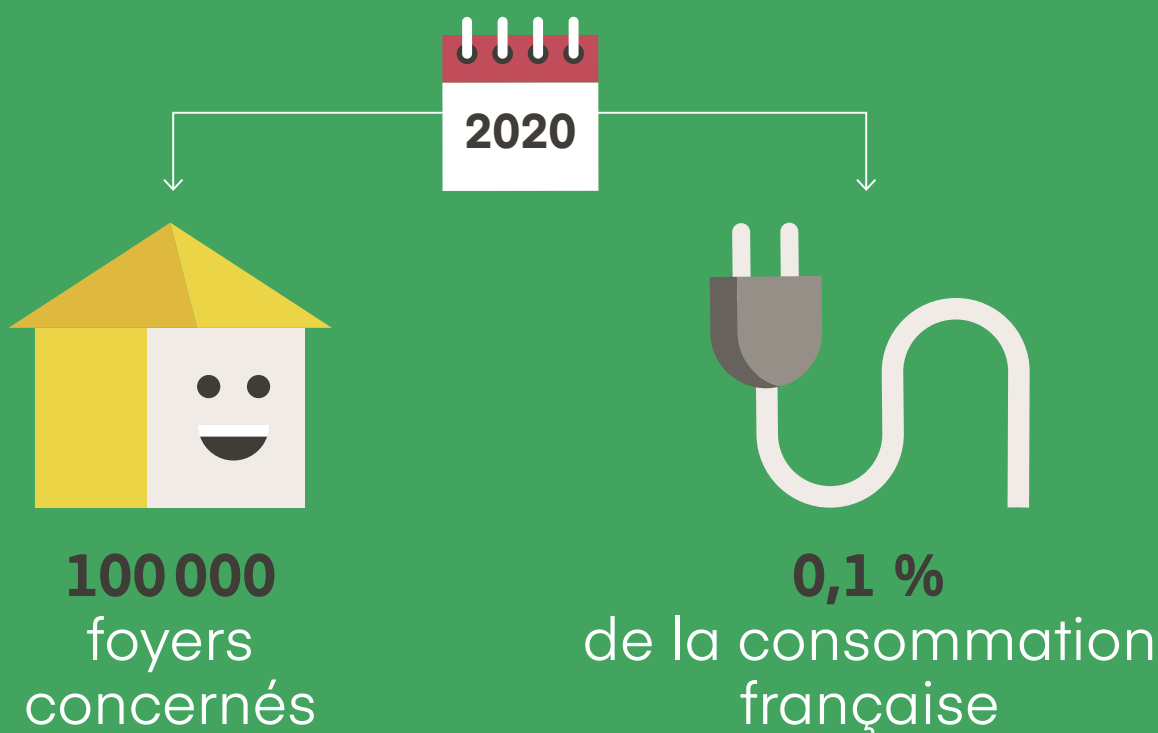 2020
100 000
foyers
concernés
0,1 %
de la consommation
française